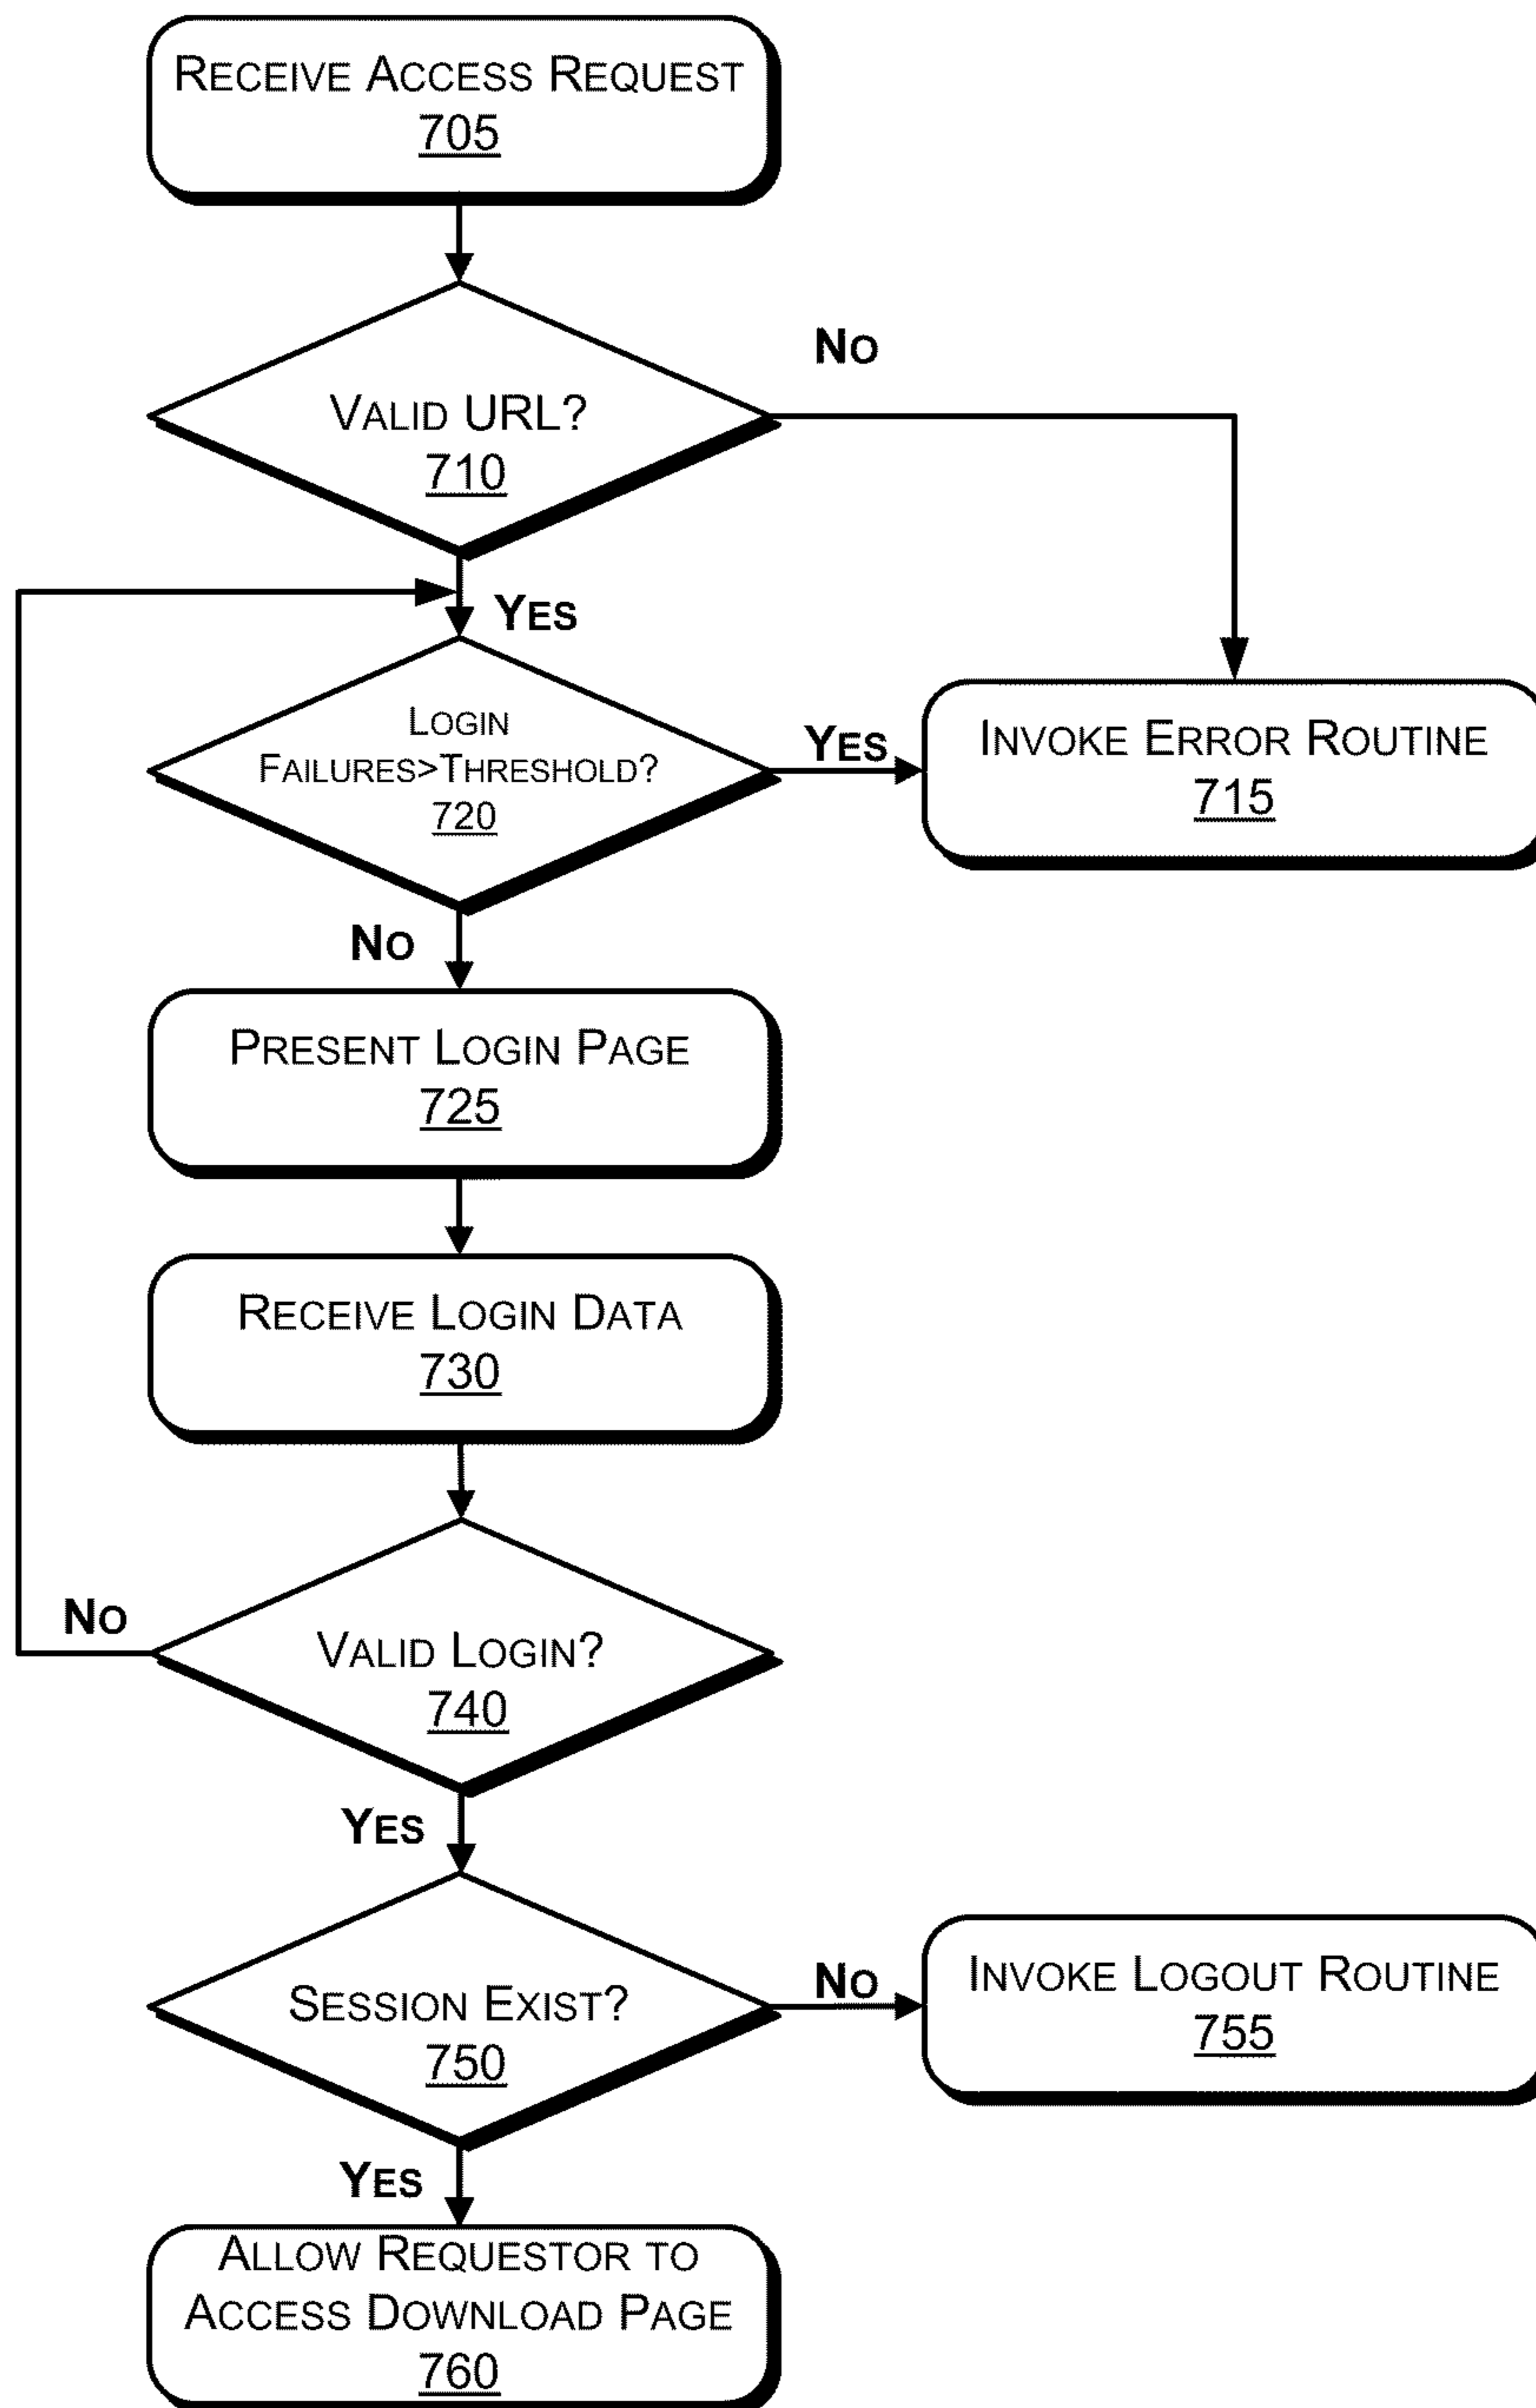 RECEIVE ACCESS REQUEST
705
NO
VALID URL?
710
YES
LOGIN
FAILURES>THRESHOLD?
720
YES
INVOKE ERROR ROUTINE
715
NO
PRESENT LOGIN PAGE
725
RECEIVE LOGIN DATA
730
NO
VALID LOGIN?
740
YES
SESSION EXIST?
750
NO
INVOKE LOGOUT ROUTINE
755
YES
ALLOW REQUESTOR TO
ACCESS DOWNLOAD PAGE
760